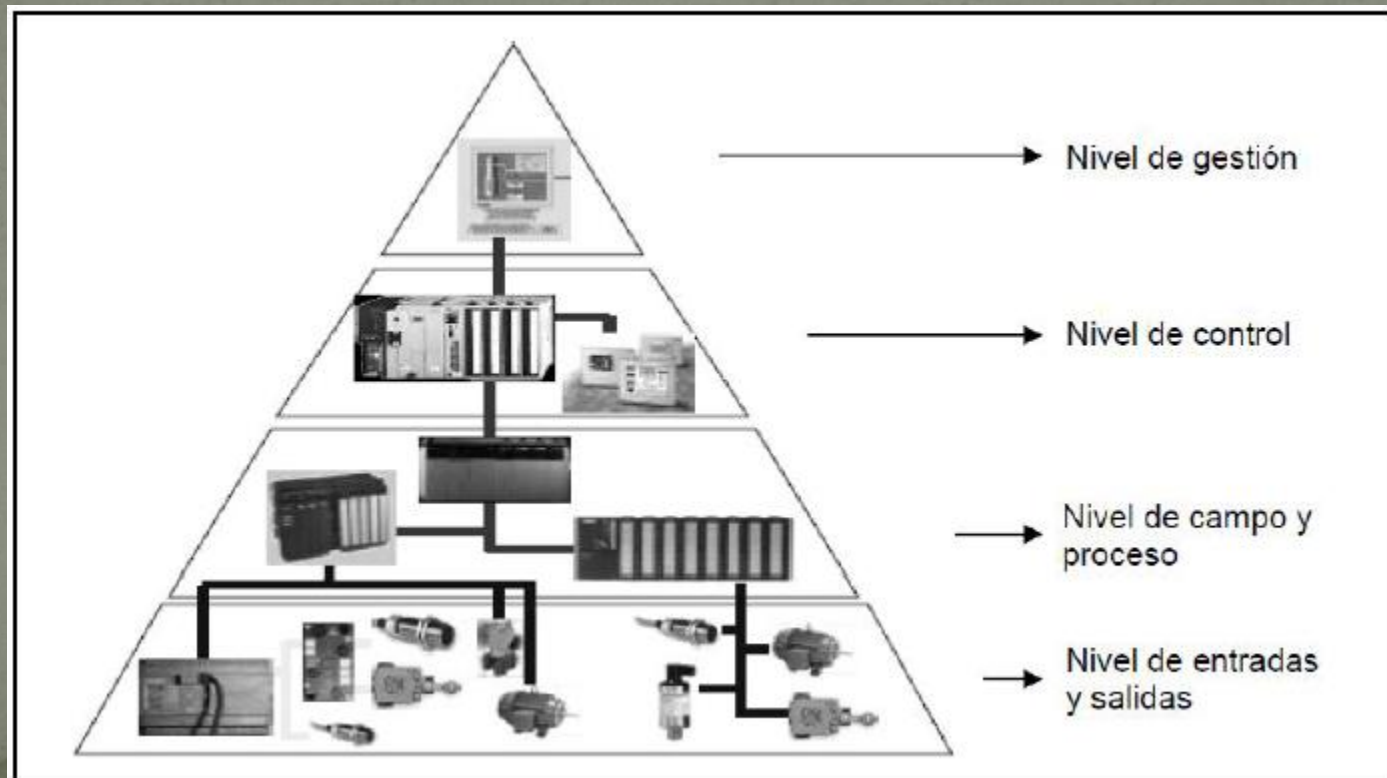 Nivel de gestión
Nivel de control
Nivel de campo y
proceso
Nivel de entradas
y salidas